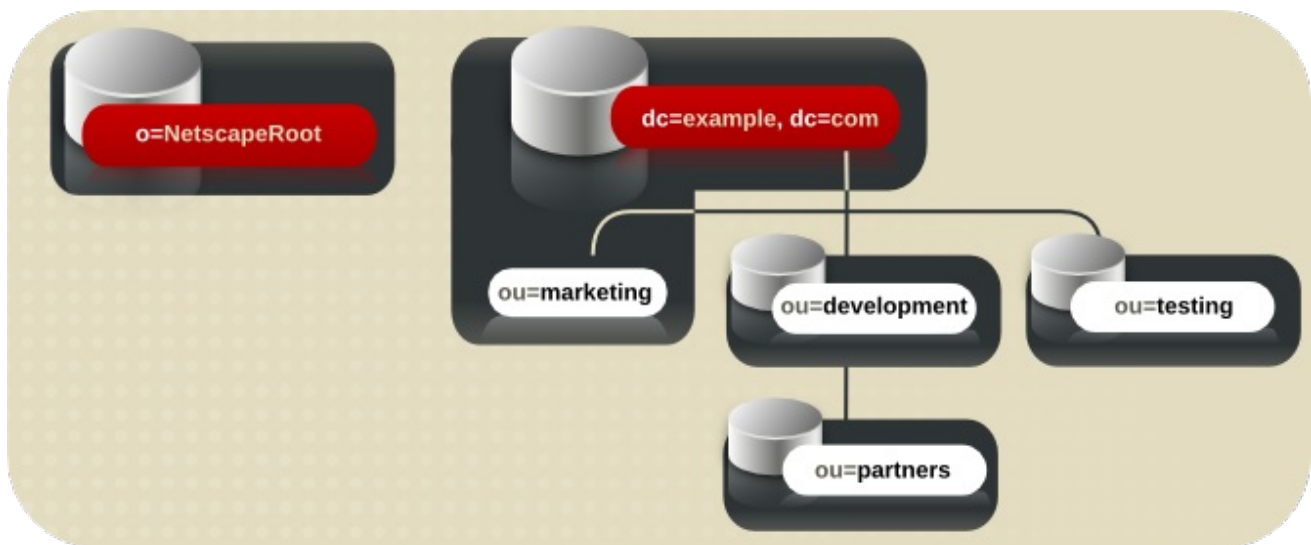 o=NetscapeRoot
dc=example, dc=com
ou=marketing
ou=development
ou=testing
ou=partners